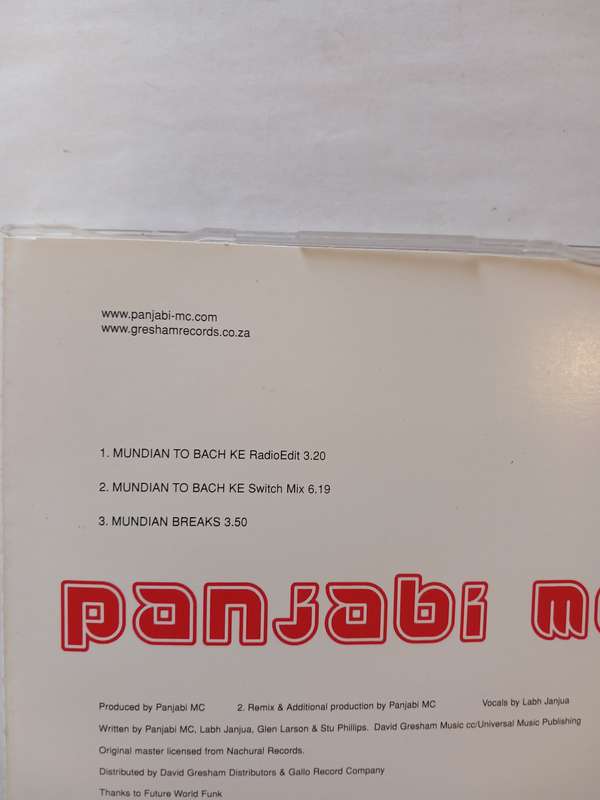 www.panjabi-mc.com
www.greshamrecords.co.za
1. MUNDIAN TO BACH KE RadioEdit 3.20
2. MUNDIAN TO BACH KE Switch Mix 6.19
3. MUNDIAN BREAKS 3.50
panjabi mc
Produced by Panjabi MC 2. Remix & Additional production by Panjabi MC Vocals by Labh Janjua
Written by Panjabi MC, Labh Janjua, Glen Larson & Stu Phillips. David Gresham Music cc/Universal Music Publishing
Original master licensed from Nachural Records.
Distributed by David Gresham Distributors & Gallo Record Company
Thanks to Future World Funk